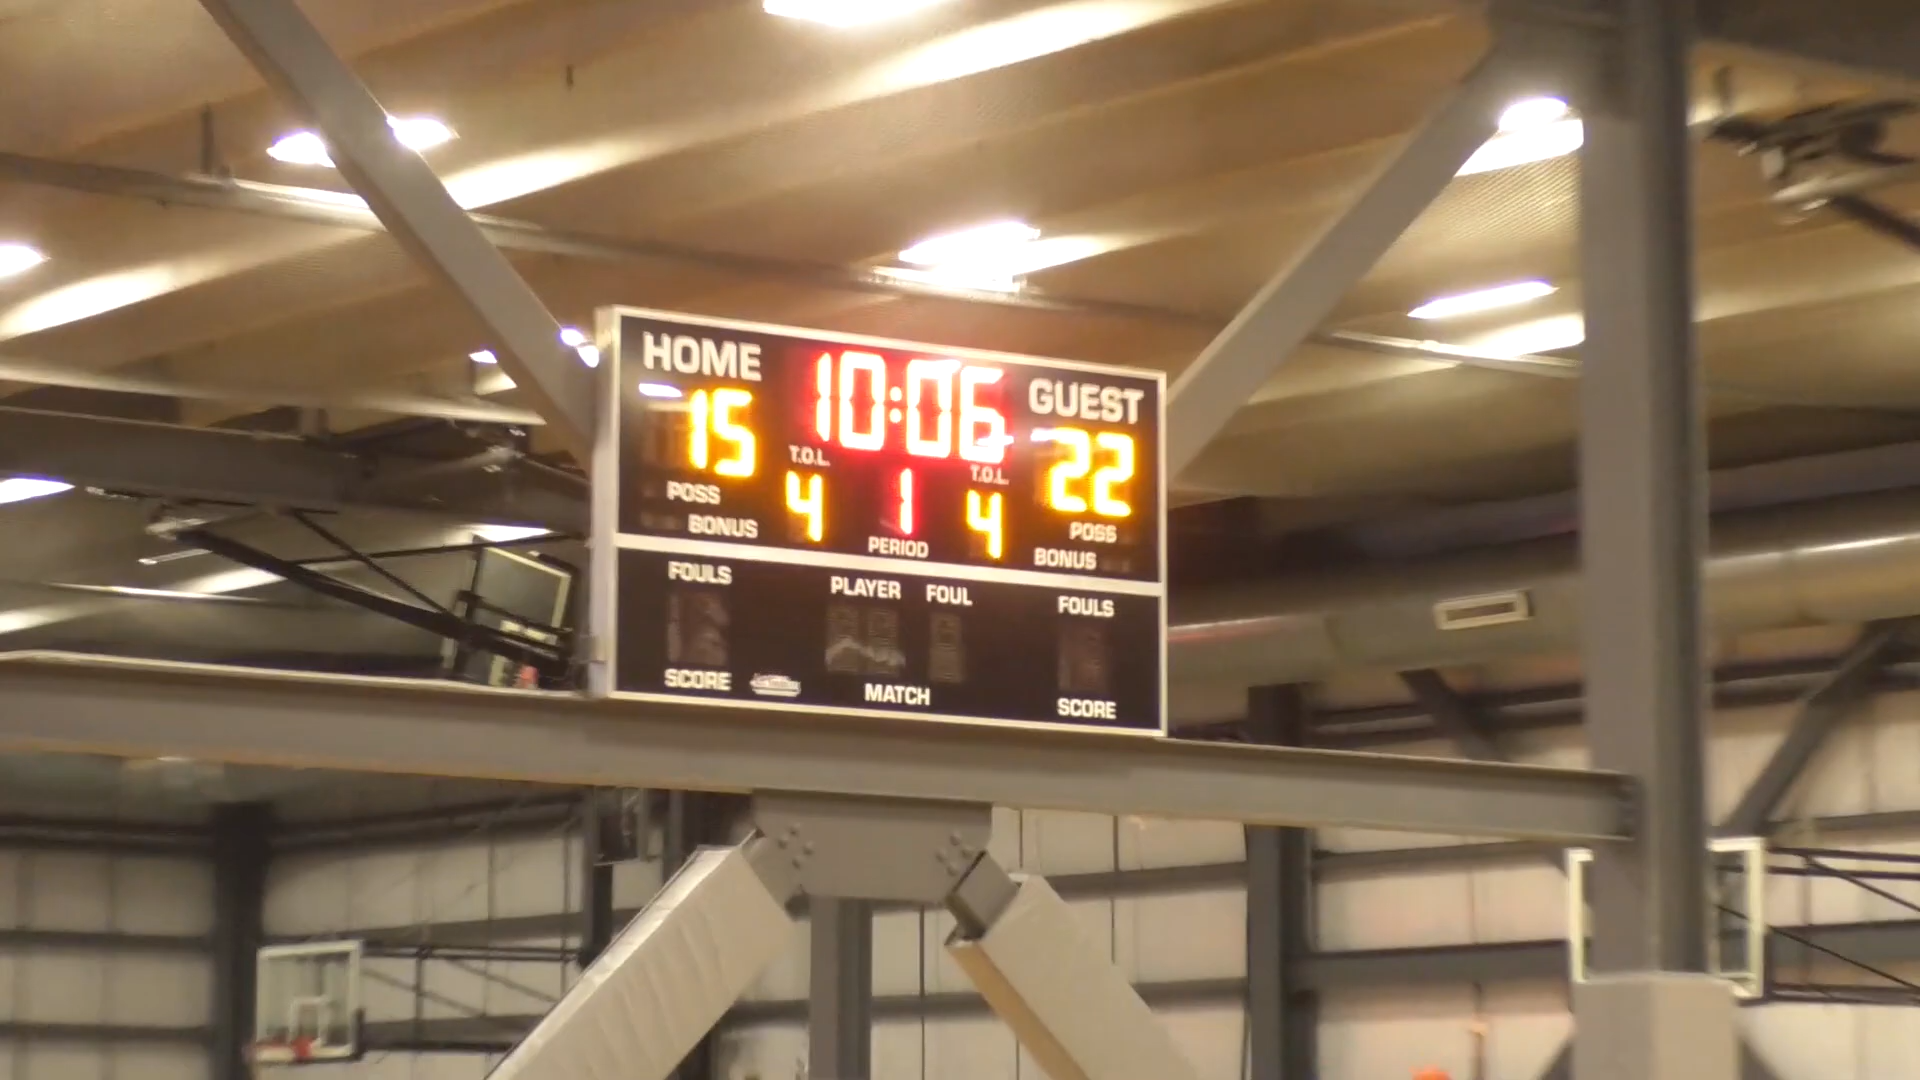 HOME 10:06 GUEST
15 22
T.O.L. T.O.L.
4 1 4
POSS POSS
BONUS PERIOD BONUS
FOULS PLAYER FOUL FOULS
SCORE MATCH SCORE